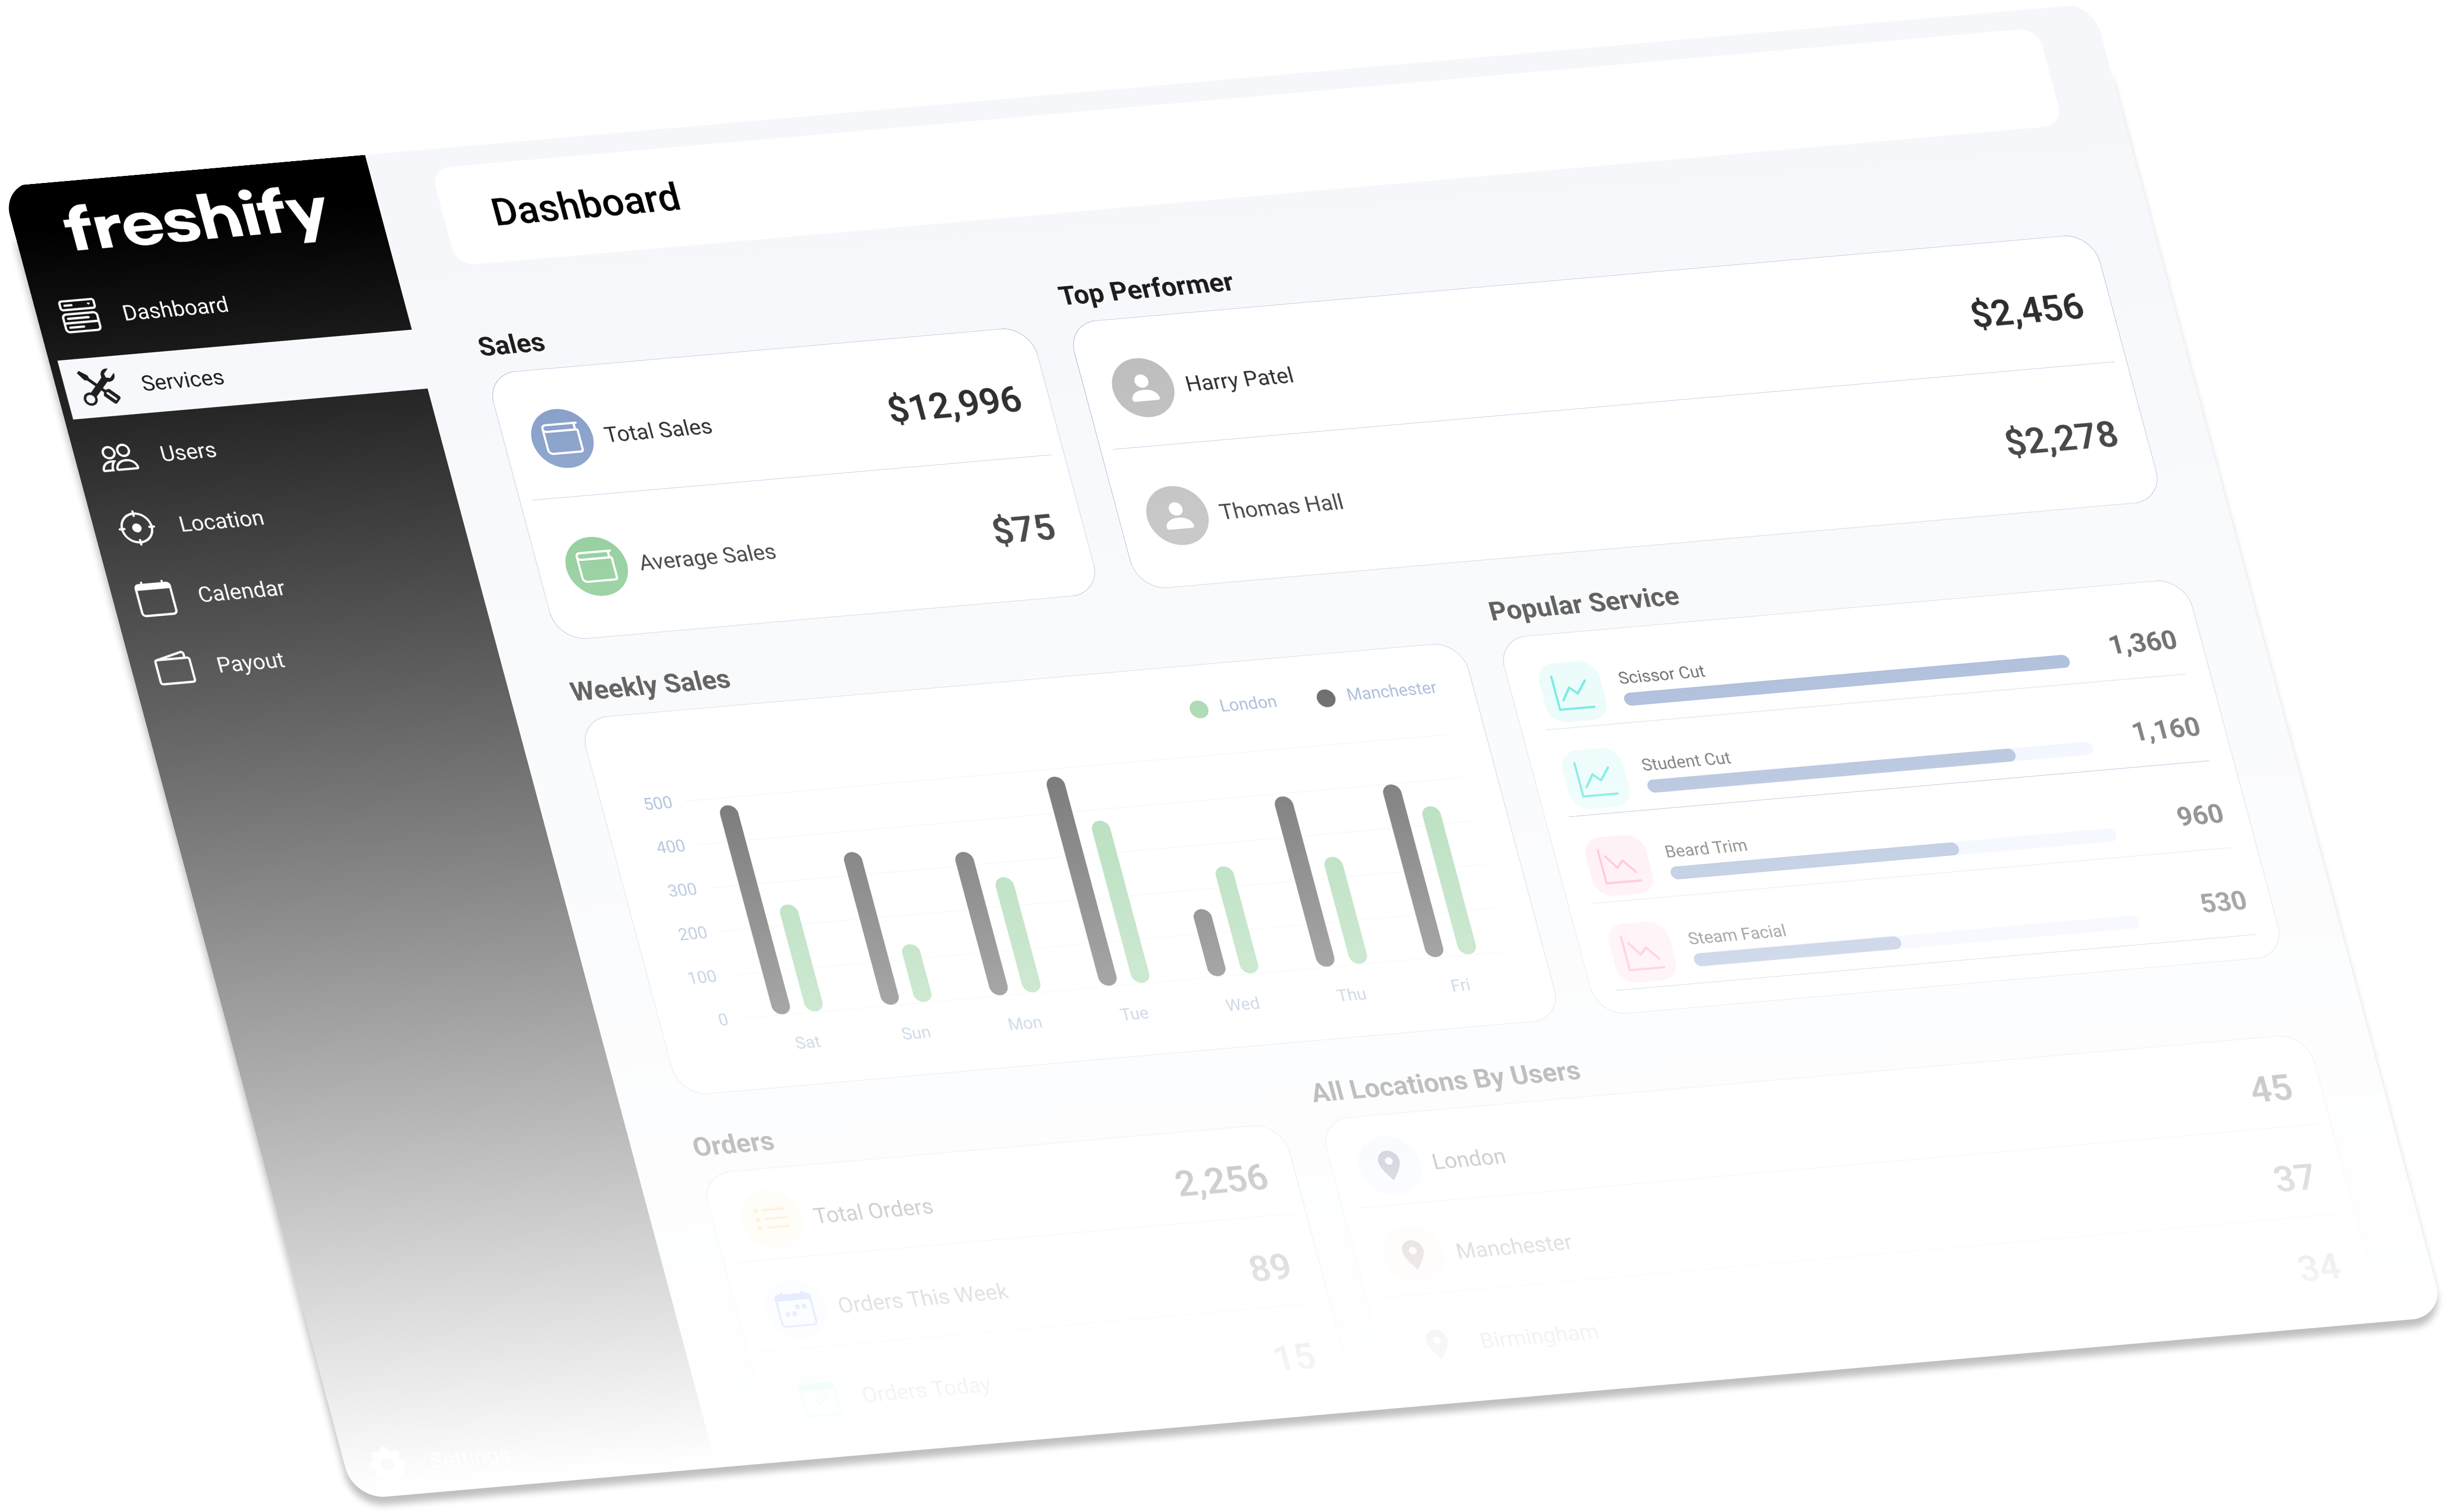 freshify
Dashboard
Services
Users
Location
Calendar
Payout
Settings
Dashboard
Sales
Total Sales $12,996
Average Sales $75
Top Performer
Harry Patel $2,456
Thomas Hall $2,278
Weekly Sales
London Manchester
500
400
300
200
100
0
Sat Sun Mon Tue Wed Thu Fri
Popular Service
Scissor Cut 1,360
Student Cut 1,160
Beard Trim 960
Steam Facial 530
Orders
Total Orders 2,256
Orders This Week 89
Orders Today 15
All Locations By Users
London 45
Manchester 37
Birmingham 34